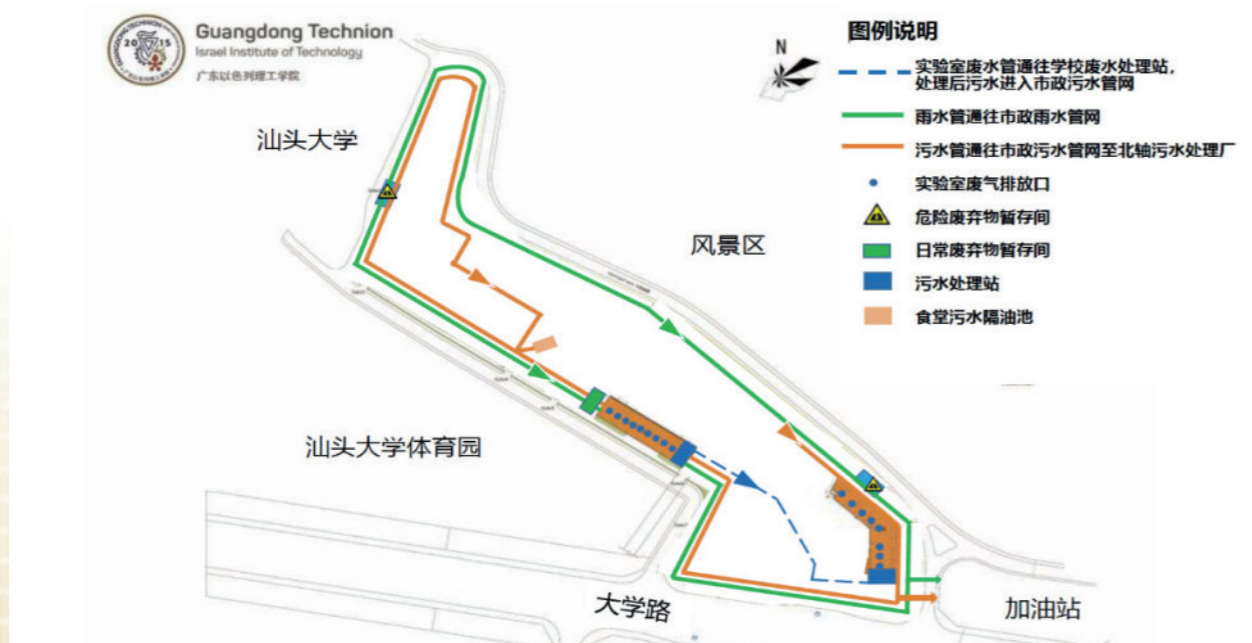 Guangdong Technion
Israel Institute of Technology
广东以色列理工学院
2015
N
图例说明
实验室废水管通往学校废水处理站,
处理后污水进入市政污水管网
雨水管通往市政雨水管网
污水管通往市政污水管网至北轴污水处理厂
实验室废气排放口
危险废弃物暂存间
日常废弃物暂存间
污水处理站
食堂污水隔油池
汕头大学
风景区
汕头大学体育园
大学路
加油站